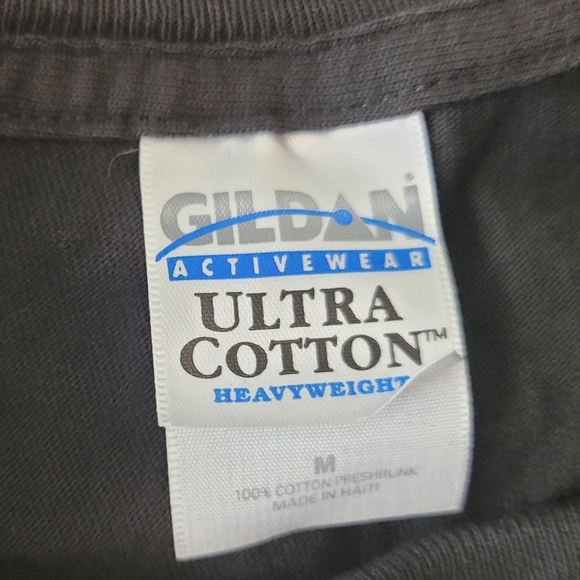 GILDAN®
ACTIVEWEAR
ULTRA
COTTON™
HEAVYWEIGHT
M
100% COTTON PRESHRUNK
MADE IN HAITI